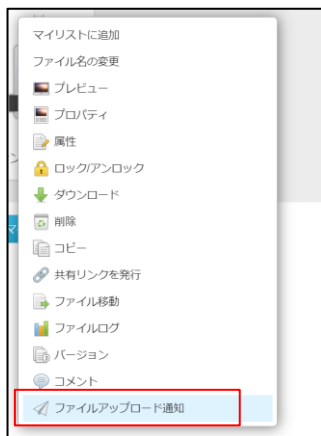 マイリストに追加
ファイル名の変更
プレビュー
プロパティ
属性
ロック/アンロック
ダウンロード
削除
コピー
共有リンクを発行
ファイル移動
ファイルログ
バージョン
コメント
ファイルアップロード通知